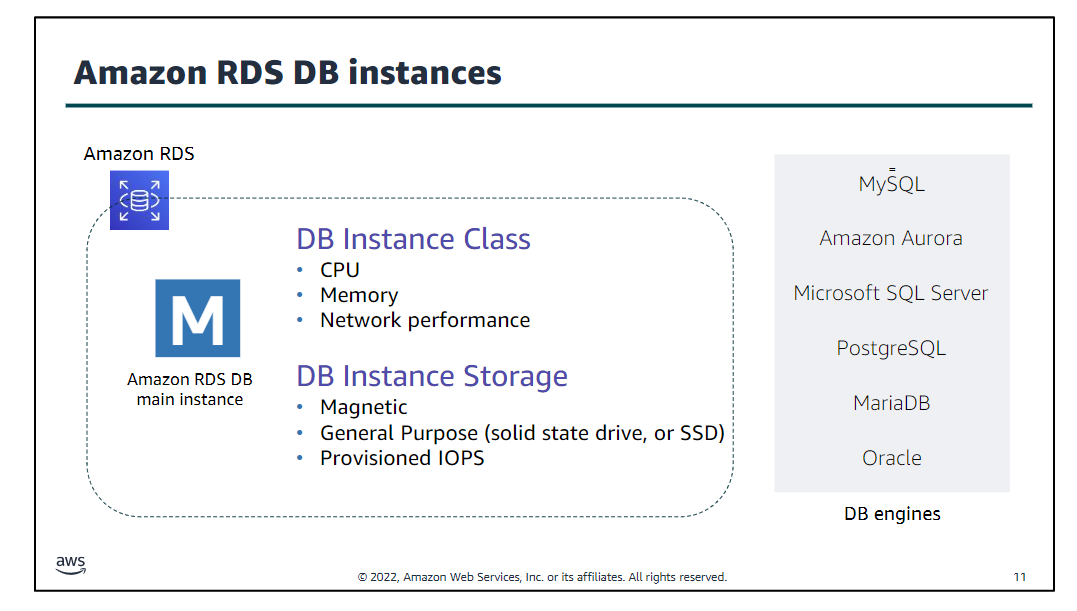 Amazon RDS DB instances
Amazon RDS
M
Amazon RDS DB
main instance
DB Instance Class
• CPU
• Memory
• Network performance
DB Instance Storage
• Magnetic
• General Purpose (solid state drive, or SSD)
• Provisioned IOPS
=
MySQL
Amazon Aurora
Microsoft SQL Server
PostgreSQL
MariaDB
Oracle
DB engines
aws
© 2022, Amazon Web Services, Inc. or its affiliates. All rights reserved.
11